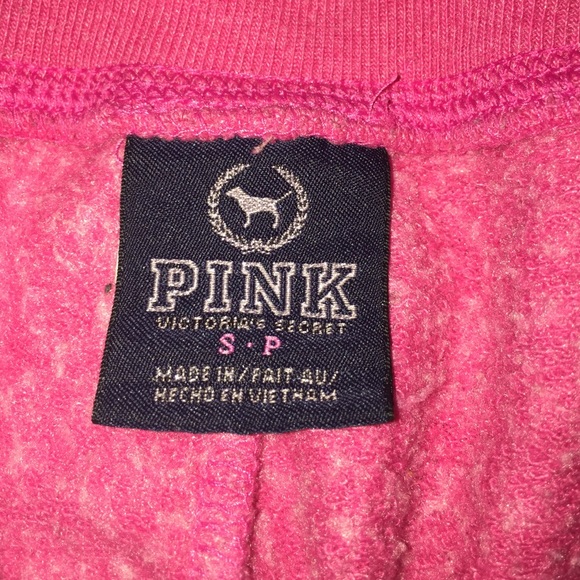 PINK
VICTORIA'S SECRET
S·P
MADE IN/FAIT AU/
HECHO EN VIETNAM